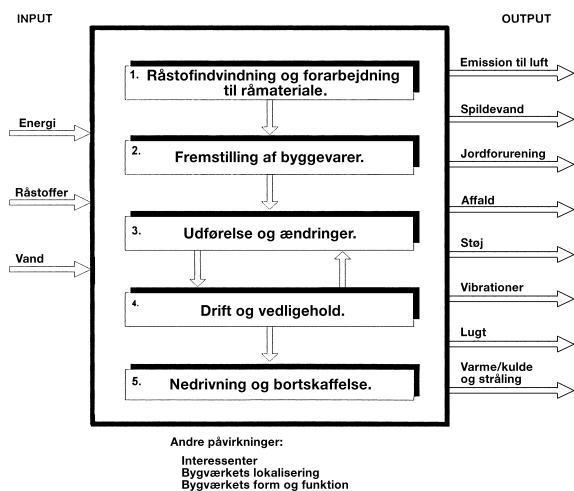 INPUT
OUTPUT
1. Råstofindvindning og forarbejdning
til råmateriale.
2. Fremstilling af byggevarer.
3. Udførelse og ændringer.
4. Drift og vedligehold.
5. Nedrivning og bortskaffelse.
Energi
Råstoffer
Vand
Emission til luft
Spildevand
Jordforurening
Affald
Støj
Vibrationer
Lugt
Varme/kulde
og stråling
Andre påvirkninger:
Interessenter
Bygværkets lokalisering
Bygværkets form og funktion